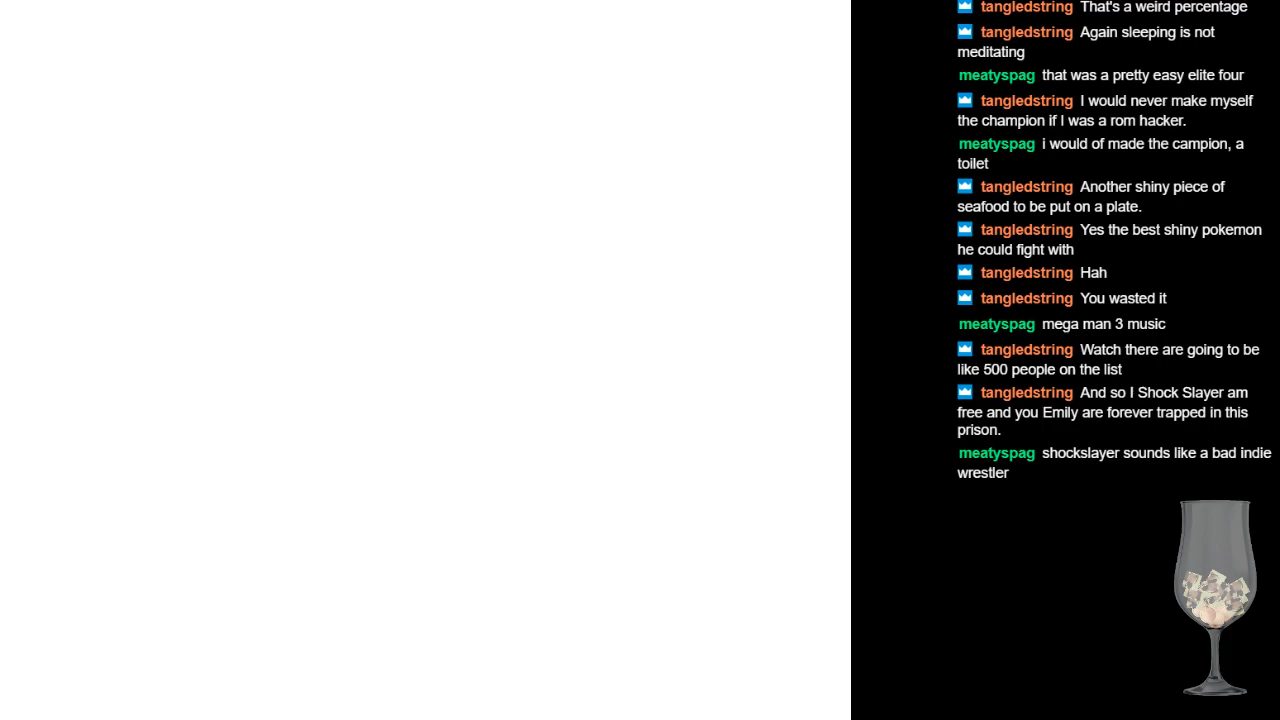 tangledstring That's a weird percentage
tangledstring Again sleeping is not
meditating
meatyspag that was a pretty easy elite four
tangledstring I would never make myself
the champion if I was a rom hacker.
meatyspag i would of made the campion, a
toilet
tangledstring Another shiny piece of
seafood to be put on a plate.
tangledstring Yes the best shiny pokemon
he could fight with
tangledstring Hah
tangledstring You wasted it
meatyspag mega man 3 music
tangledstring Watch there are going to be
like 500 people on the list
tangledstring And so I Shock Slayer am
free and you Emily are forever trapped in this
prison.
meatyspag shockslayer sounds like a bad indie
wrestler